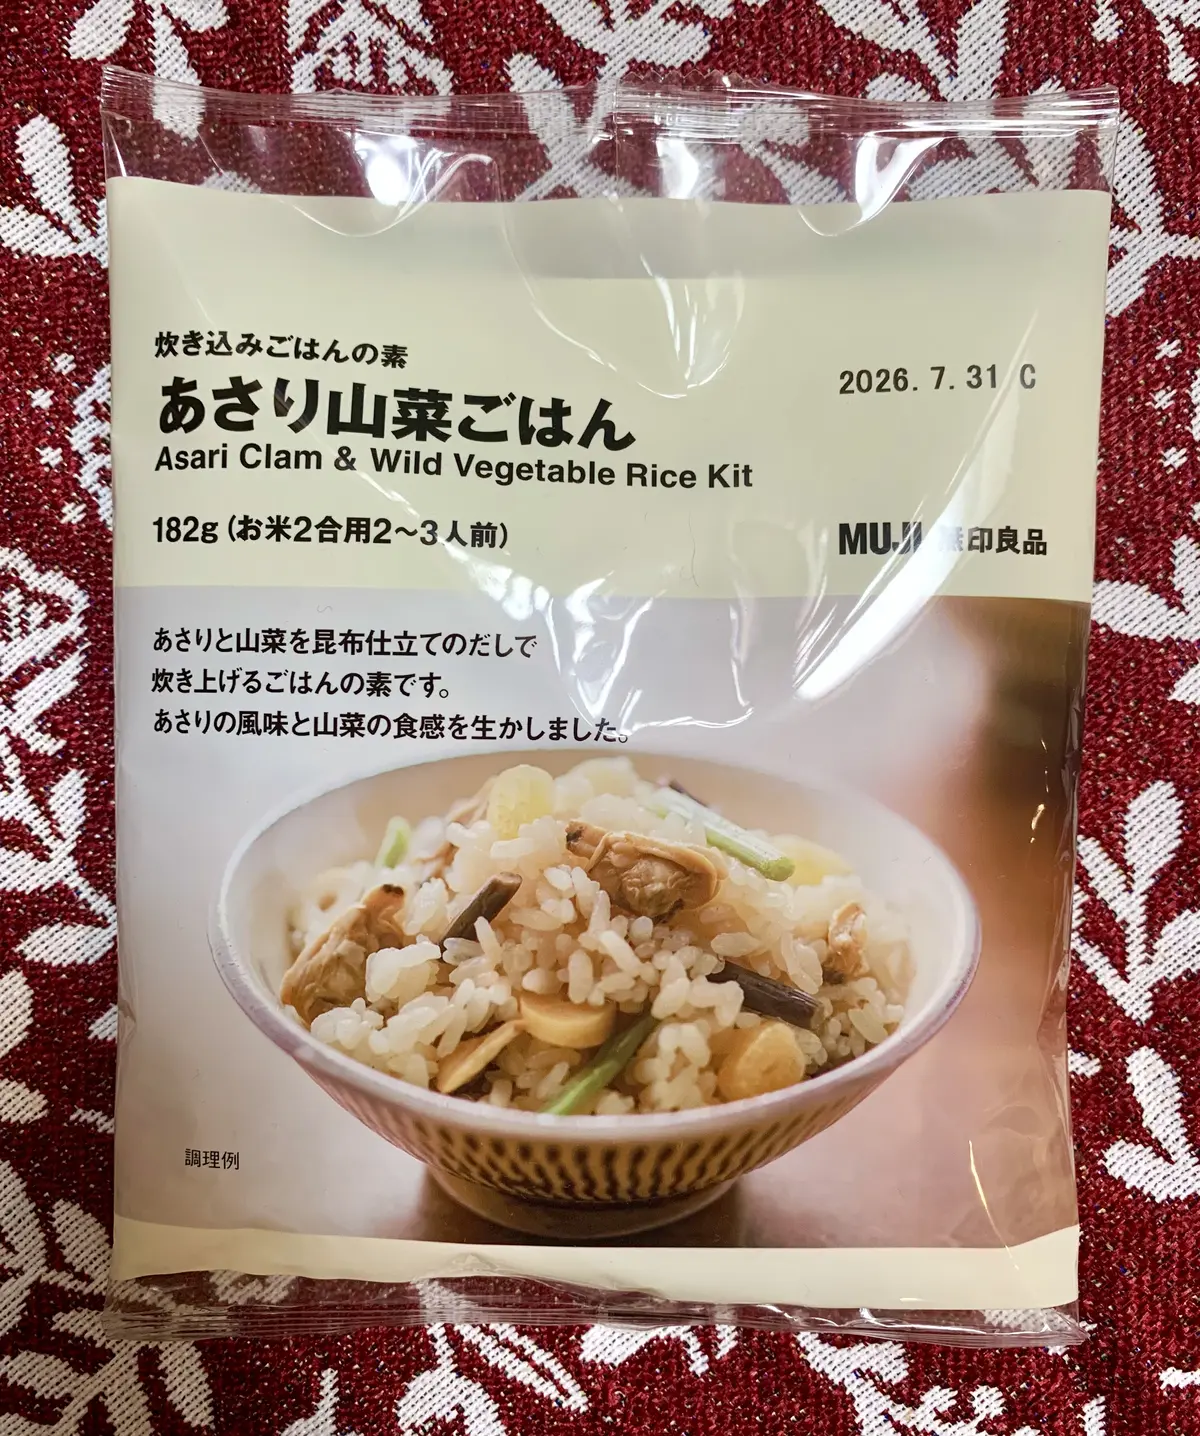 炊き込みごはんの素
あさり山菜ごはん
Asari Clam & Wild Vegetable Rice Kit
2026. 7. 31 C
182g (お米2合用2〜3人前)
MUJI 無印良品
あさりと山菜を昆布仕立てのだしで
炊き上げるごはんの素です。
あさりの風味と山菜の食感を生かしました。
調理例